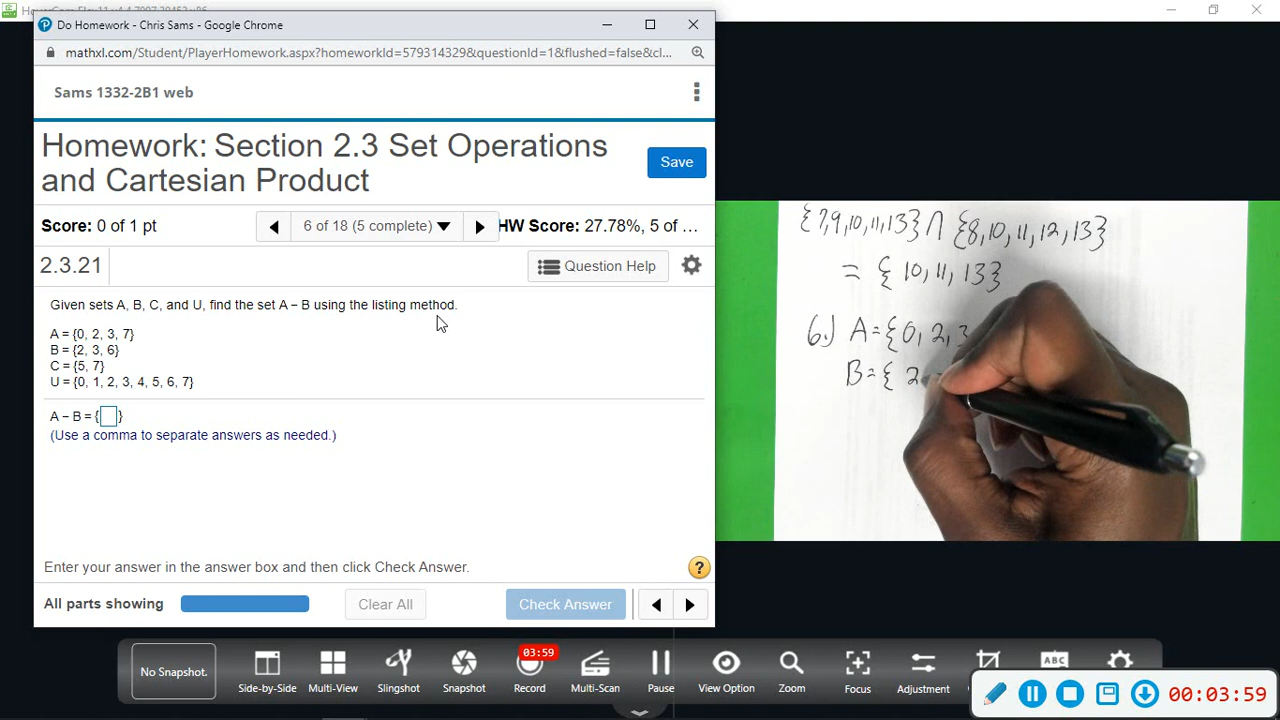 Do Homework - Chris Sams - Google Chrome
mathxl.com/Student/PlayerHomework.aspx?homeworkId=579314329&questionId=1&flushed=false&cl...
Sams 1332-2B1 web
Homework: Section 2.3 Set Operations
and Cartesian Product
Save
Score: 0 of 1 pt
6 of 18 (5 complete)
HW Score: 27.78%, 5 of ...
2.3.21
Question Help
Given sets A, B, C, and U, find the set A − B using the listing method.
A = {0, 2, 3, 7}
B = {2, 3, 6}
C = {5, 7}
U = {0, 1, 2, 3, 4, 5, 6, 7}
A − B = { }
(Use a comma to separate answers as needed.)
Enter your answer in the answer box and then click Check Answer.
?
All parts showing
Clear All
Check Answer
{7,9,10,11,13} ∩ {8,10,11,12,13}
= {10,11,13}
6.) A={0, 2, 3
B={ 2
No Snapshot.
Side-by-Side
Multi-View
Slingshot
Snapshot
03:59
Record
Multi-Scan
Pause
View Option
Zoom
Focus
Adjustment
ABC
00:03:59